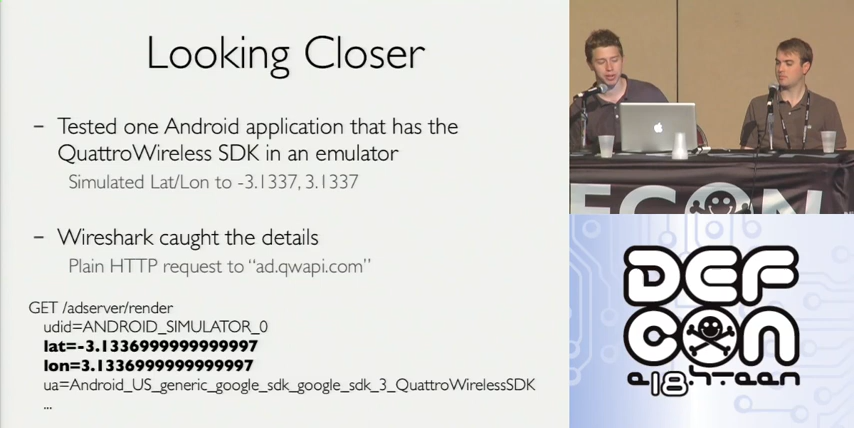 Looking Closer
– Tested one Android application that has the
QuattroWireless SDK in an emulator
Simulated Lat/Lon to -3.1337, 3.1337
– Wireshark caught the details
Plain HTTP request to “ad.qwapi.com”
GET /adserver/render
udid=ANDROID_SIMULATOR_0
lat=-3.1336999999999997
lon=3.1336999999999997
ua=Android_US_generic_google_sdk_google_sdk_3_QuattroWirelessSDK
...
DEF
CON
e18h.teen